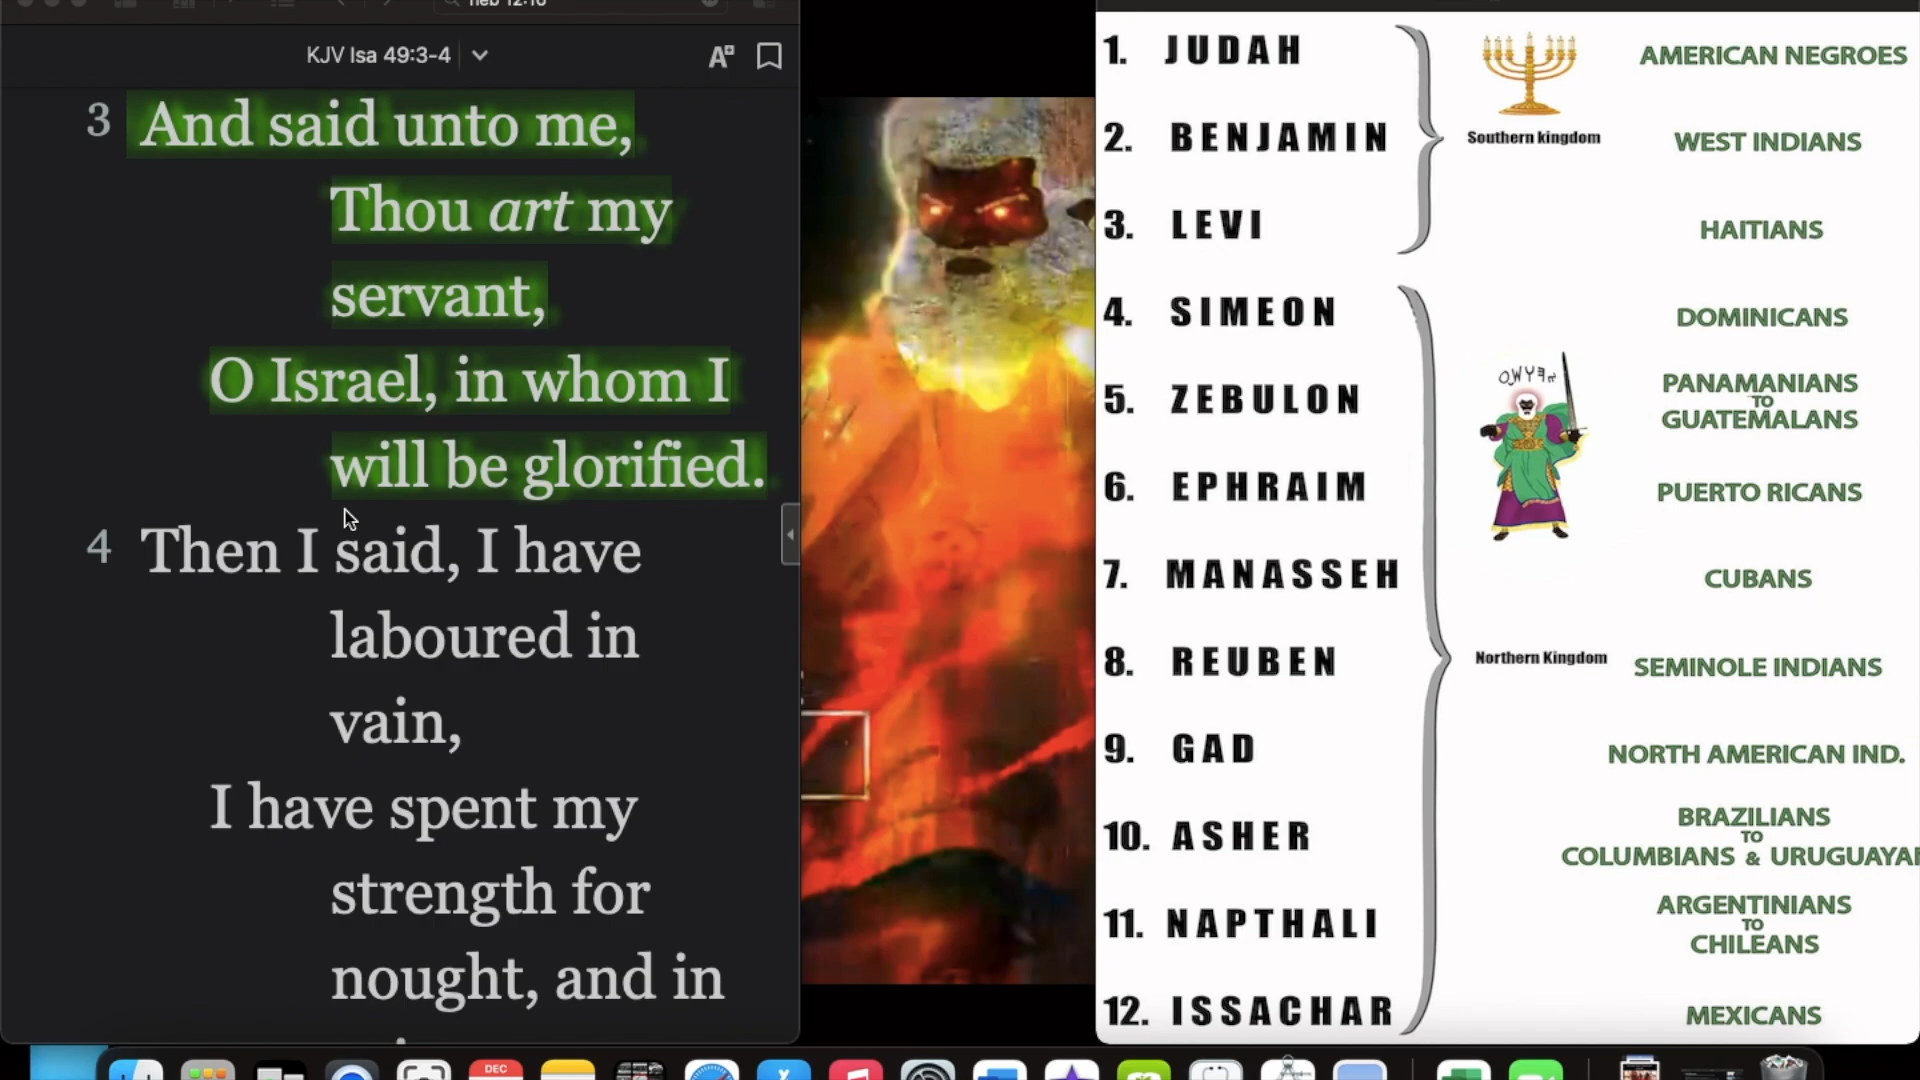 KJV Isa 49:3-4
3 And said unto me,
Thou art my
servant,
O Israel, in whom I
will be glorified.
4 Then I said, I have
laboured in
vain,
I have spent my
strength for
nought, and in
1. JUDAH
2. BENJAMIN
3. LEVI
4. SIMEON
5. ZEBULON
6. EPHRAIM
7. MANASSEH
8. REUBEN
9. GAD
10. ASHER
11. NAPTHALI
12. ISSACHAR
Southern kingdom
Northern Kingdom
AMERICAN NEGROES
WEST INDIANS
HAITIANS
DOMINICANS
PANAMANIANS
TO
GUATEMALANS
PUERTO RICANS
CUBANS
SEMINOLE INDIANS
NORTH AMERICAN IND.
BRAZILIANS
TO
COLUMBIANS & URUGUAYA
ARGENTINIANS
TO
CHILEANS
MEXICANS
DEC